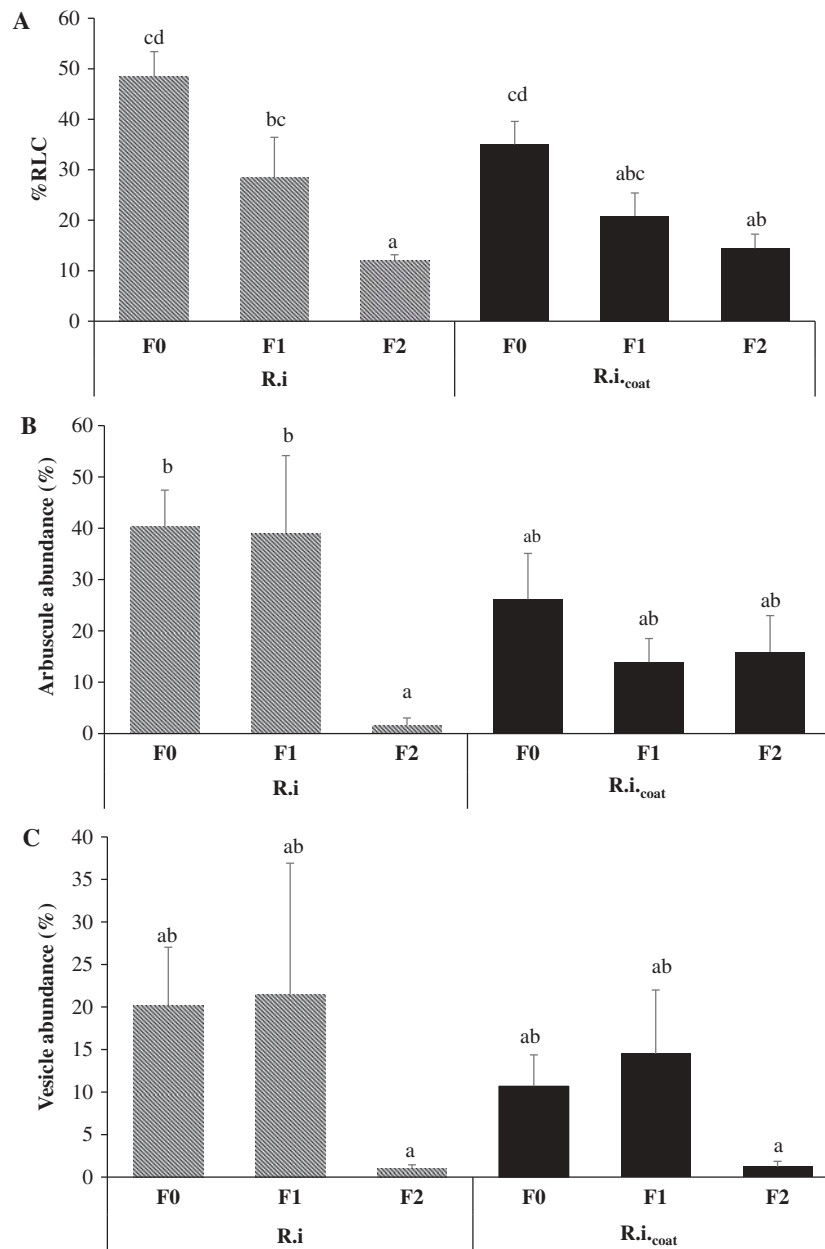 A
%RLC
60
50
40
30
20
10
0
cd
bc
a
cd
abc
ab
F0 F1 F2 F0 F1 F2
R.i R.i.coat
B
Arbuscule abundance (%)
60
50
40
30
20
10
0
b
b
a
ab
ab
ab
F0 F1 F2 F0 F1 F2
R.i R.i.coat
C
Vesicle abundance (%)
40
35
30
25
20
15
10
5
0
ab
ab
a
ab
ab
a
F0 F1 F2 F0 F1 F2
R.i R.i.coat